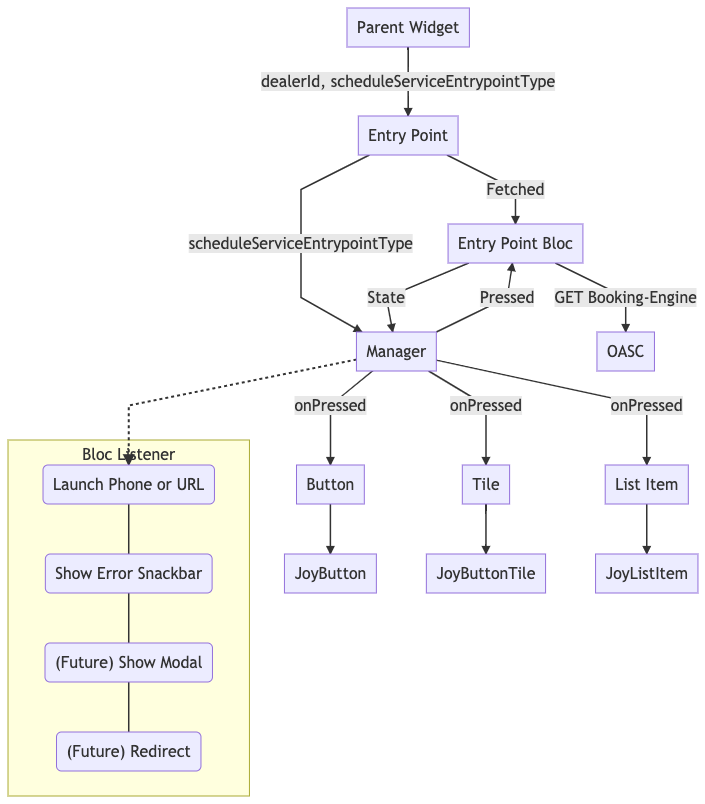 Parent Widget
dealerId, scheduleServiceEntrypointType
Entry Point
Fetched
scheduleServiceEntrypointType
Entry Point Bloc
State
Pressed
GET Booking-Engine
Manager
OASC
onPressed
onPressed
onPressed
Bloc Listener
Launch Phone or URL
Button
Tile
List Item
Show Error Snackbar
JoyButton
JoyButtonTile
JoyListItem
(Future) Show Modal
(Future) Redirect